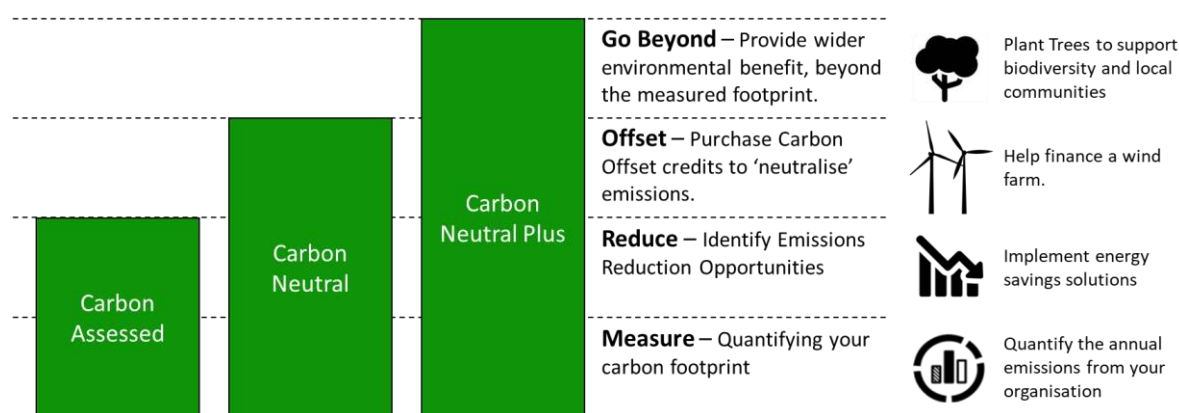 Go Beyond – Provide wider
environmental benefit, beyond
the measured footprint.
Plant Trees to support
biodiversity and local
communities
Offset – Purchase Carbon
Offset credits to ‘neutralise’
emissions.
Help finance a wind
farm.
Carbon
Neutral Plus
Reduce – Identify Emissions
Reduction Opportunities
Implement energy
savings solutions
Carbon
Neutral
Carbon
Assessed
Measure – Quantifying your
carbon footprint
Quantify the annual
emissions from your
organisation